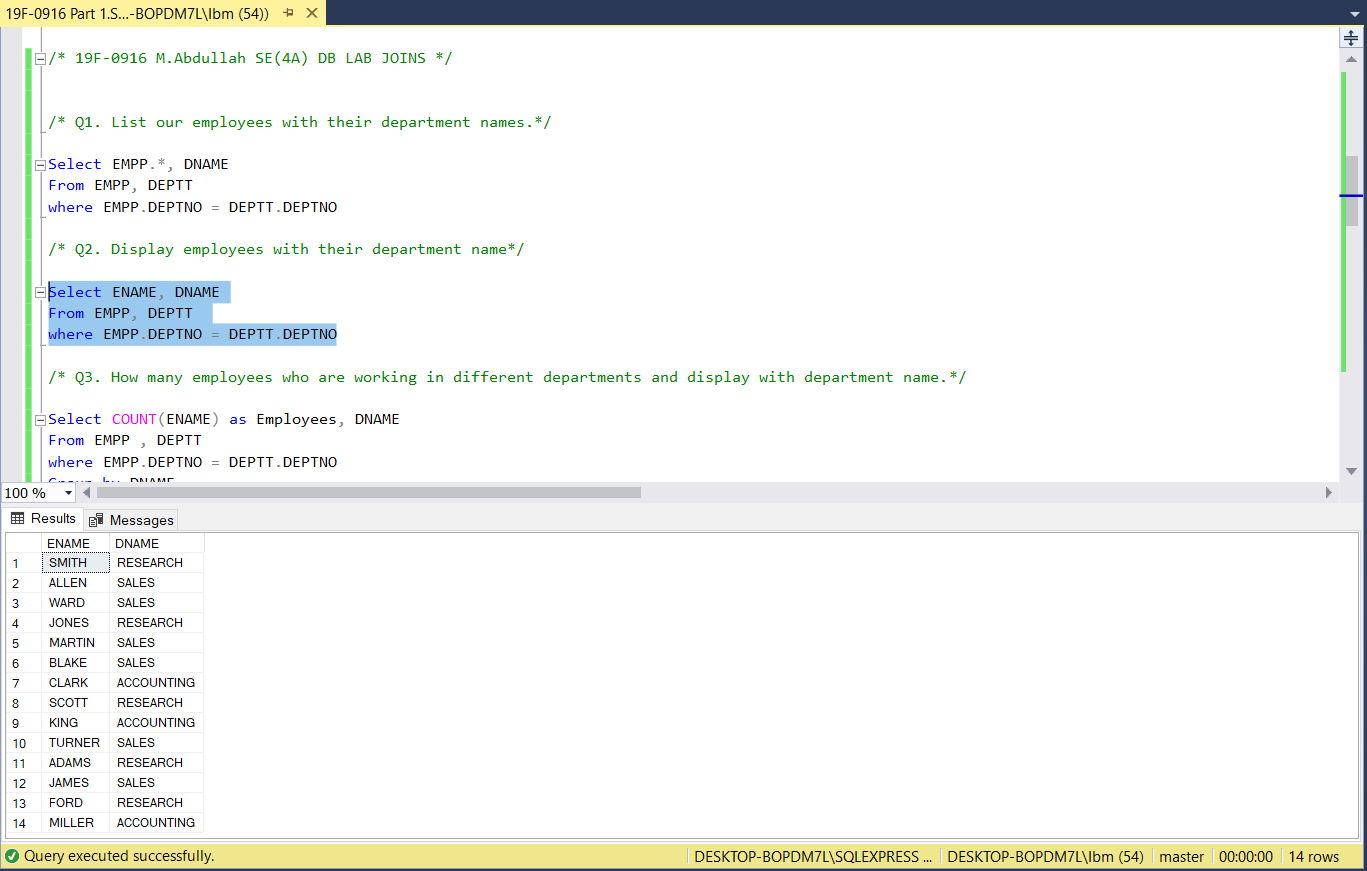 19F-0916 Part 1.S...-BOPDM7L\Ibm (54))
/* 19F-0916 M.Abdullah SE(4A) DB LAB JOINS */
/* Q1. List our employees with their department names.*/
Select EMPP.*, DNAME
From EMPP, DEPTT
where EMPP.DEPTNO = DEPTT.DEPTNO
/* Q2. Display employees with their department name*/
Select ENAME, DNAME
From EMPP, DEPTT
where EMPP.DEPTNO = DEPTT.DEPTNO
/* Q3. How many employees who are working in different departments and display with department name.*/
Select COUNT(ENAME) as Employees, DNAME
From EMPP , DEPTT
where EMPP.DEPTNO = DEPTT.DEPTNO
Group by DNAME
100 %
Results Messages
ENAME DNAME
1 SMITH RESEARCH
2 ALLEN SALES
3 WARD SALES
4 JONES RESEARCH
5 MARTIN SALES
6 BLAKE SALES
7 CLARK ACCOUNTING
8 SCOTT RESEARCH
9 KING ACCOUNTING
10 TURNER SALES
11 ADAMS RESEARCH
12 JAMES SALES
13 FORD RESEARCH
14 MILLER ACCOUNTING
Query executed successfully. DESKTOP-BOPDM7L\SQLEXPRESS ... DESKTOP-BOPDM7L\Ibm (54) master 00:00:00 14 rows